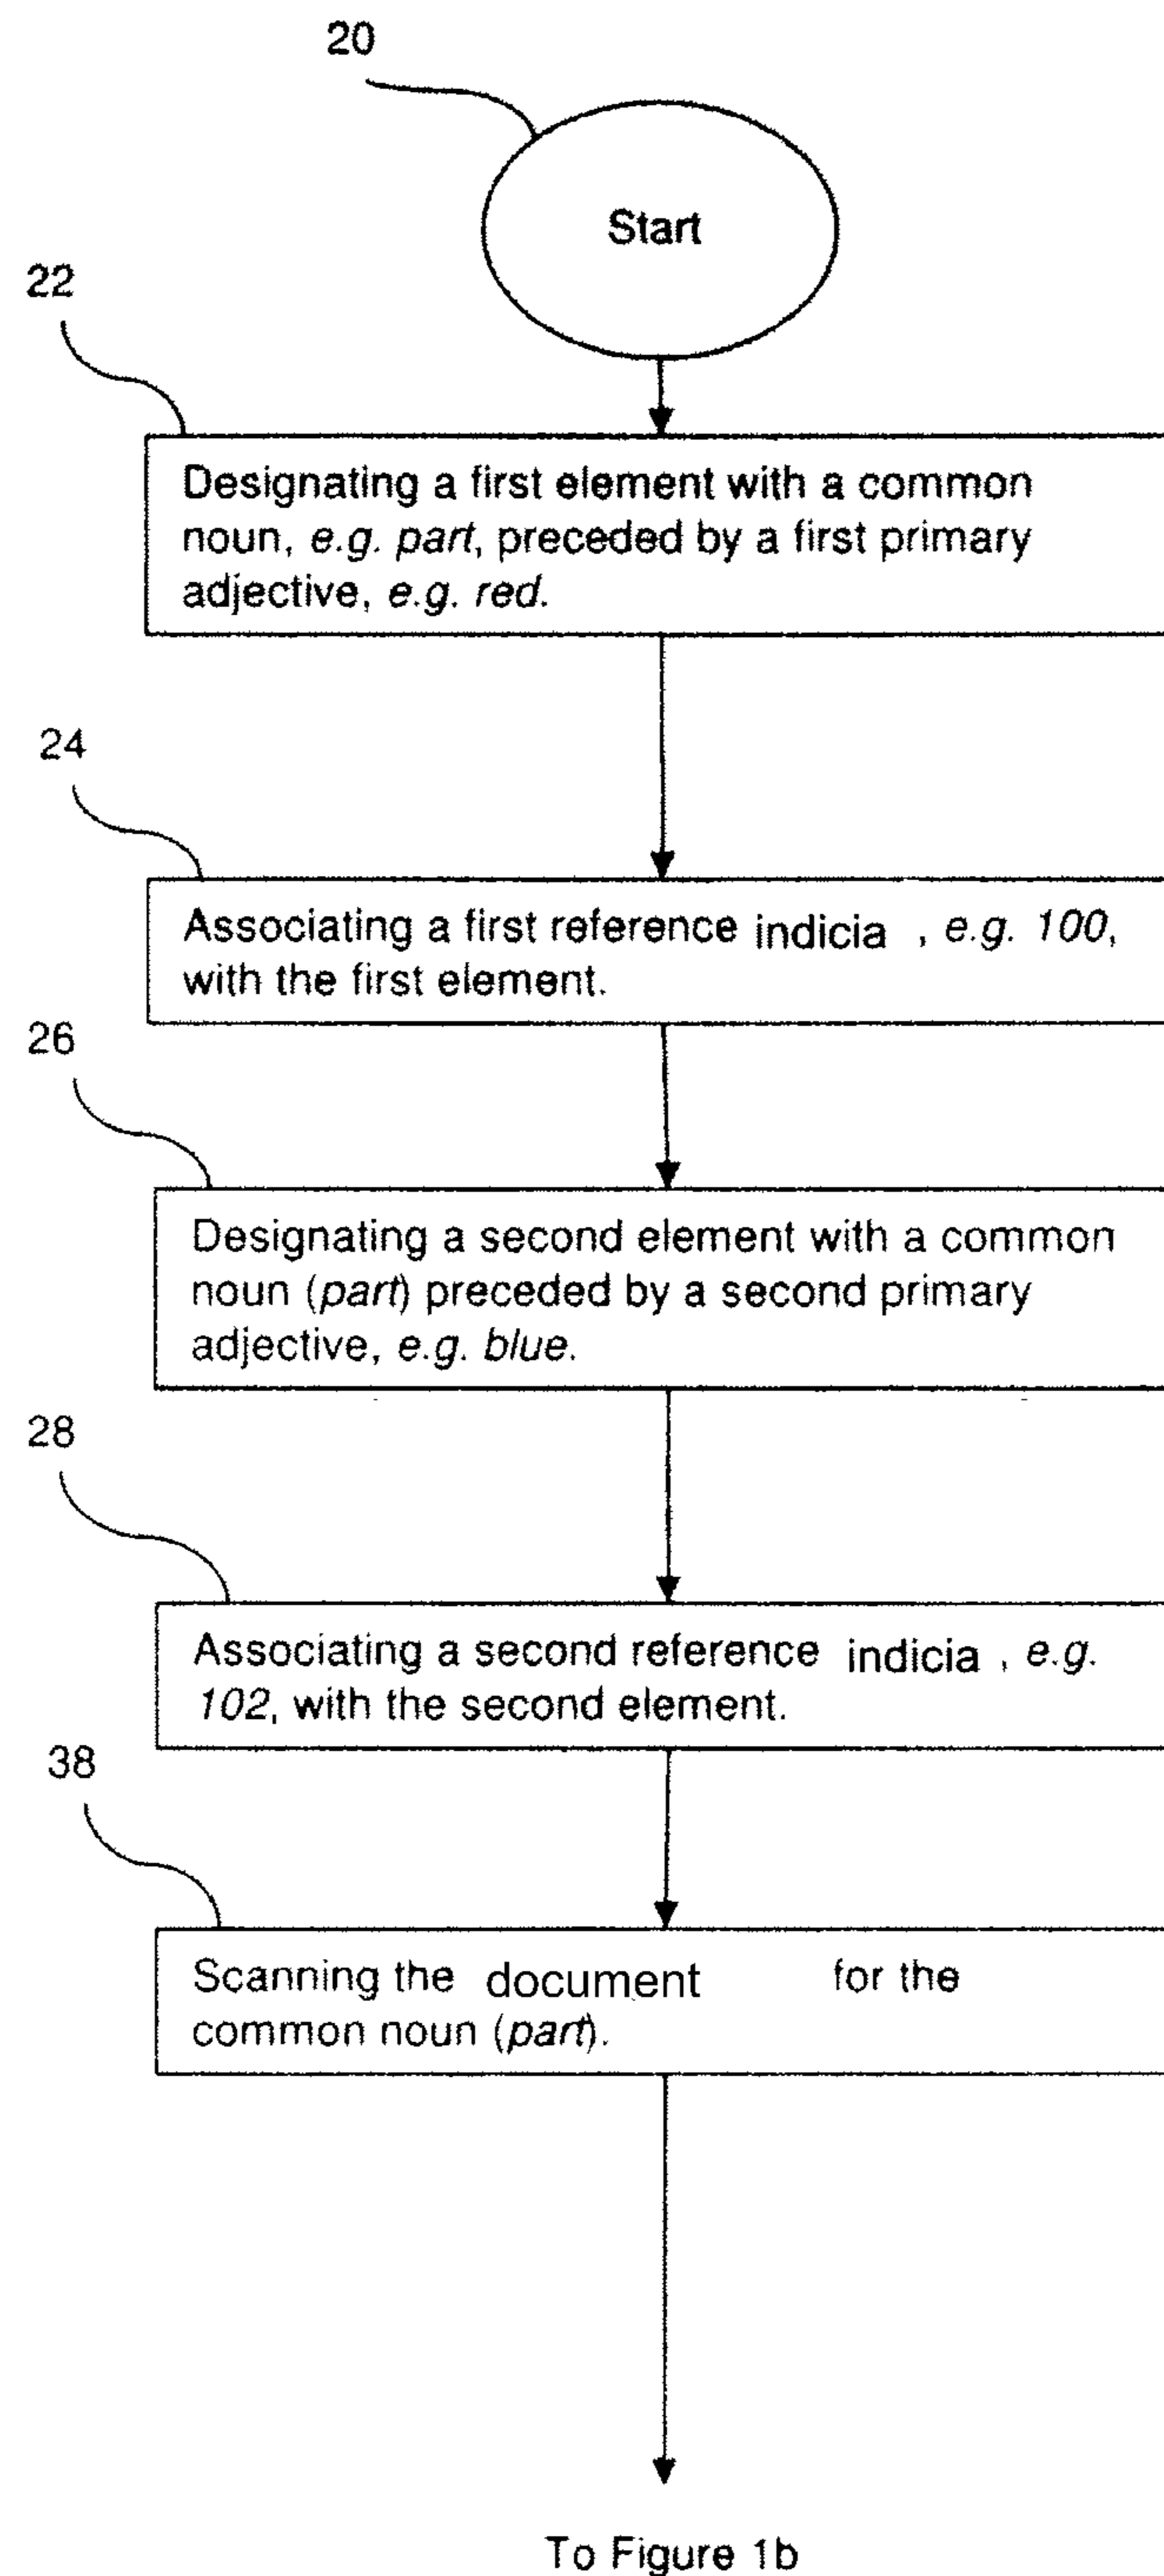 20
Start
22
Designating a first element with a common
noun, e.g. part, preceded by a first primary
adjective, e.g. red.
24
Associating a first reference indicia , e.g. 100,
with the first element.
26
Designating a second element with a common
noun (part) preceded by a second primary
adjective, e.g. blue.
28
Associating a second reference indicia , e.g.
102, with the second element.
38
Scanning the document for the
common noun (part).
To Figure 1b